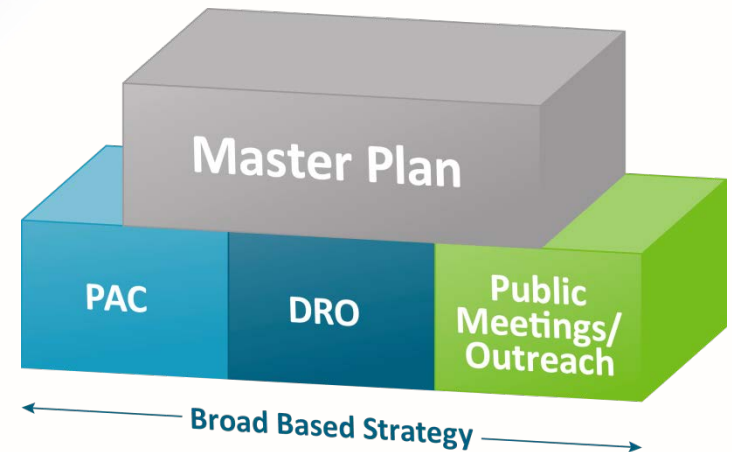 Master Plan
PAC
DRO
Public
Meetings/
Outreach
Broad Based Strategy